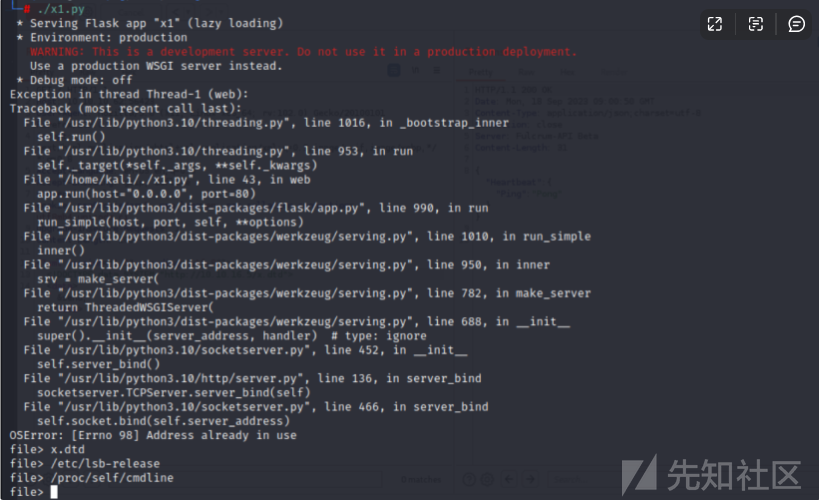 # ./x1.py
* Serving Flask app "x1" (lazy loading)
* Environment: production
WARNING: This is a development server. Do not use it in a production deployment.
Use a production WSGI server instead.
* Debug mode: off
Exception in thread Thread-1 (web):
Traceback (most recent call last):
File "/usr/lib/python3.10/threading.py", line 1016, in _bootstrap_inner
self.run()
File "/usr/lib/python3.10/threading.py", line 953, in run
self._target(*self._args, **self._kwargs)
File "/home/kali/./x1.py", line 43, in web
app.run(host="0.0.0.0", port=80)
File "/usr/lib/python3/dist-packages/flask/app.py", line 990, in run
run_simple(host, port, self, **options)
File "/usr/lib/python3/dist-packages/werkzeug/serving.py", line 1010, in run_simple
inner()
File "/usr/lib/python3/dist-packages/werkzeug/serving.py", line 950, in inner
srv = make_server(
File "/usr/lib/python3/dist-packages/werkzeug/serving.py", line 782, in make_server
return ThreadedWSGIServer(
File "/usr/lib/python3/dist-packages/werkzeug/serving.py", line 688, in __init__
super().__init__(server_address, handler)  # type: ignore
File "/usr/lib/python3.10/socketserver.py", line 452, in __init__
self.server_bind()
File "/usr/lib/python3.10/http/server.py", line 136, in server_bind
socketserver.TCPServer.server_bind(self)
File "/usr/lib/python3.10/socketserver.py", line 466, in server_bind
self.socket.bind(self.server_address)
OSError: [Errno 98] Address already in use
file> x.dtd
file> /etc/lsb-release
file> /proc/self/cmdline
file>
先知社区